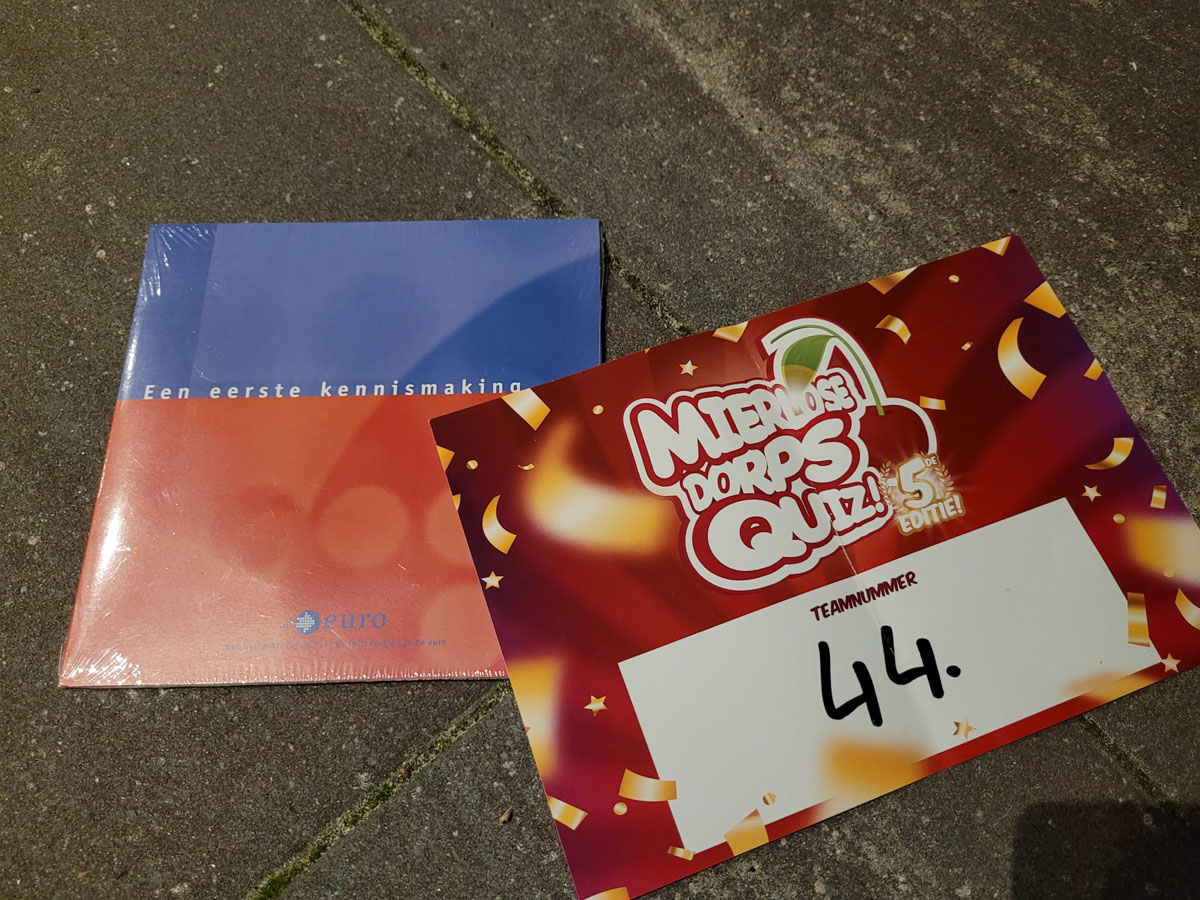 Een eerste kennismaking
euro
MIERLOSE
DORPS
QUIZ!
5DE
EDITIE!
TEAMNUMMER
44.